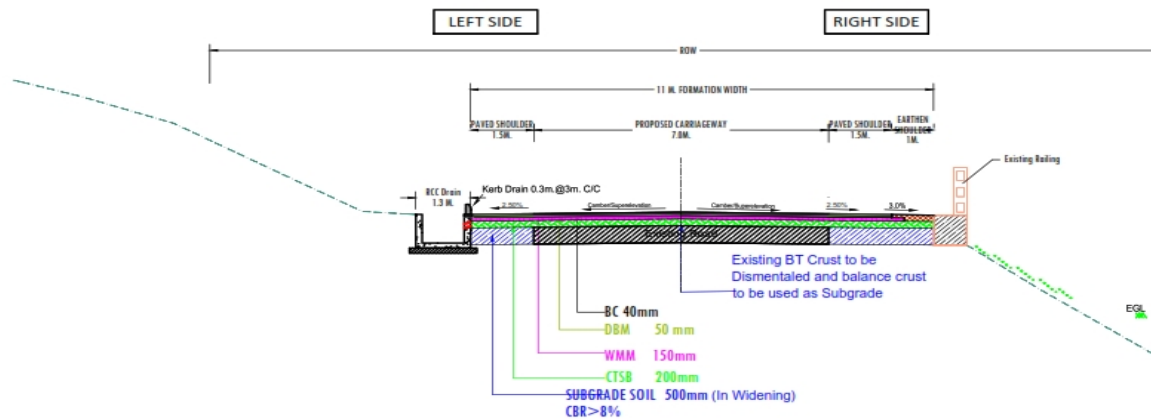 LEFT SIDE
RIGHT SIDE
ROW
11 M. FORMATION WIDTH
PAVED SHOULDER
1.5M.
PROPOSED CARRIAGEWAY
7.0M.
PAVED SHOULDER
1.5M.
EARTHEN
SHOULDER
1M.
Existing Railing
RCC Drain
1.3 M.
Kerb Drain 0.3m.@3m. C/C
2.50%
Camber/Superelevation
Camber/Superelevation
2.50%
3.0%
Existing Road
Existing BT Crust to be
Dismentaled and balance crust
to be used as Subgrade
EGL
BC 40mm
DBM 50 mm
WMM 150mm
CTSB 200mm
SUBGRADE SOIL 500mm (In Widening)
CBR>8%